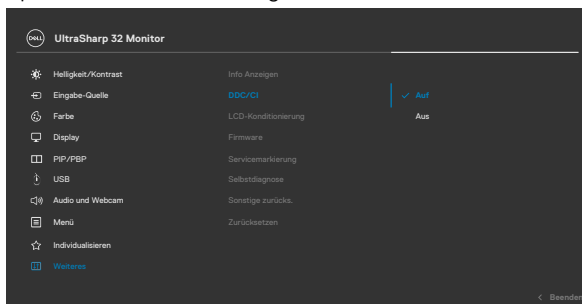 DELL UltraSharp 32 Monitor
Helligkeit/Kontrast
Eingabe-Quelle
Farbe
Display
PIP/PBP
USB
Audio und Webcam
Menü
Individualisieren
Weiteres
Info Anzeigen
DDC/CI
LCD-Konditionierung
Firmware
Servicemarkierung
Selbstdiagnose
Sonstige zurücks.
Zurücksetzen
Auf
Aus
Beenden